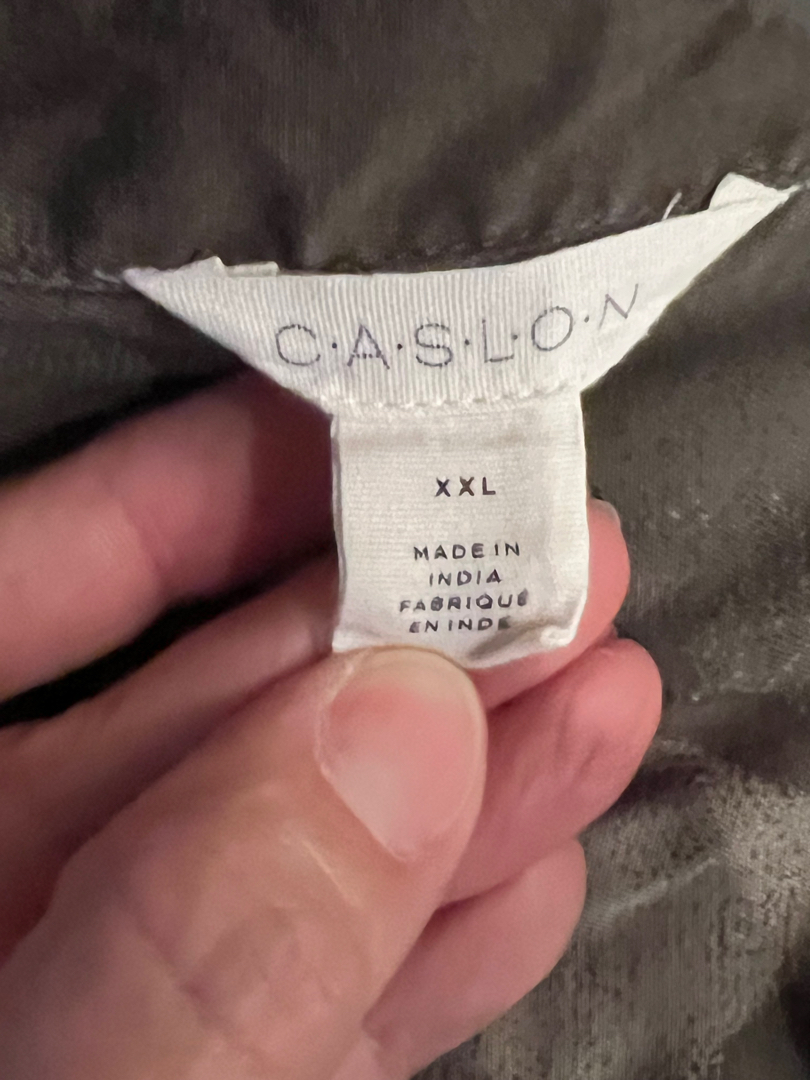 C·A·S·L·O·N
XXL
MADE IN
INDIA
FABRIQUÉ
EN INDE